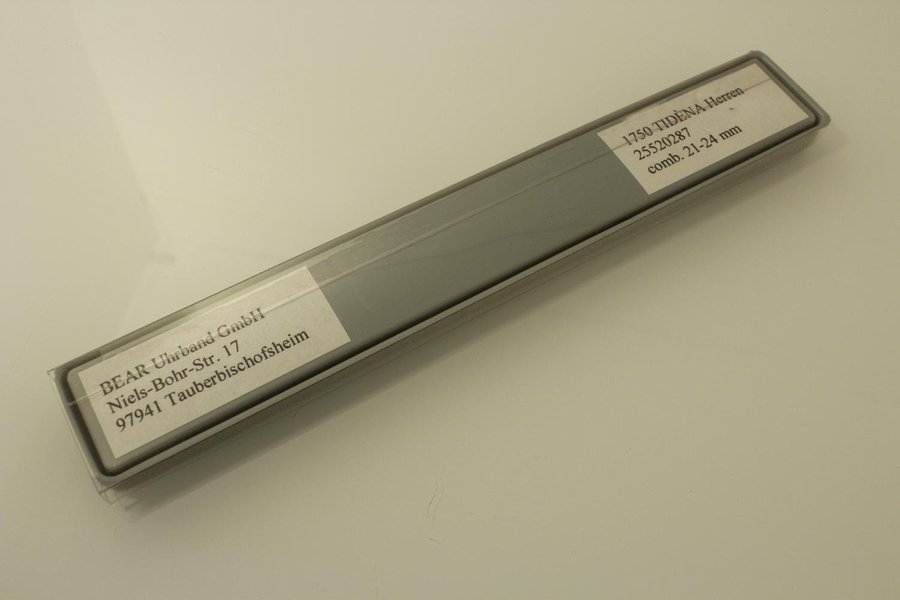 BEAR Uhrband GmbH
Niels-Bohr-Str. 17
97941 Tauberbischofsheim
1750 TIDÈNA Herren
25520287
comb. 21-24 mm